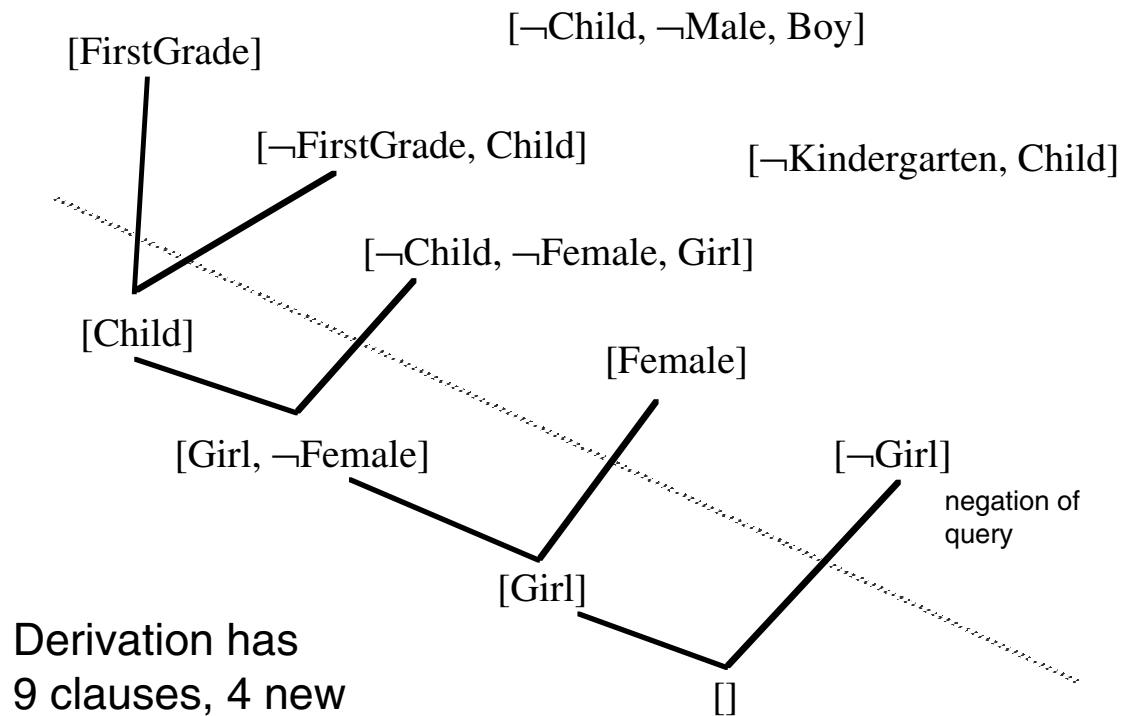 [FirstGrade]
[¬Child, ¬Male, Boy]
[¬FirstGrade, Child]
[¬Kindergarten, Child]
[¬Child, ¬Female, Girl]
[Child]
[Female]
[Girl, ¬Female]
[¬Girl]
negation of
query
[Girl]
Derivation has
9 clauses, 4 new
[]